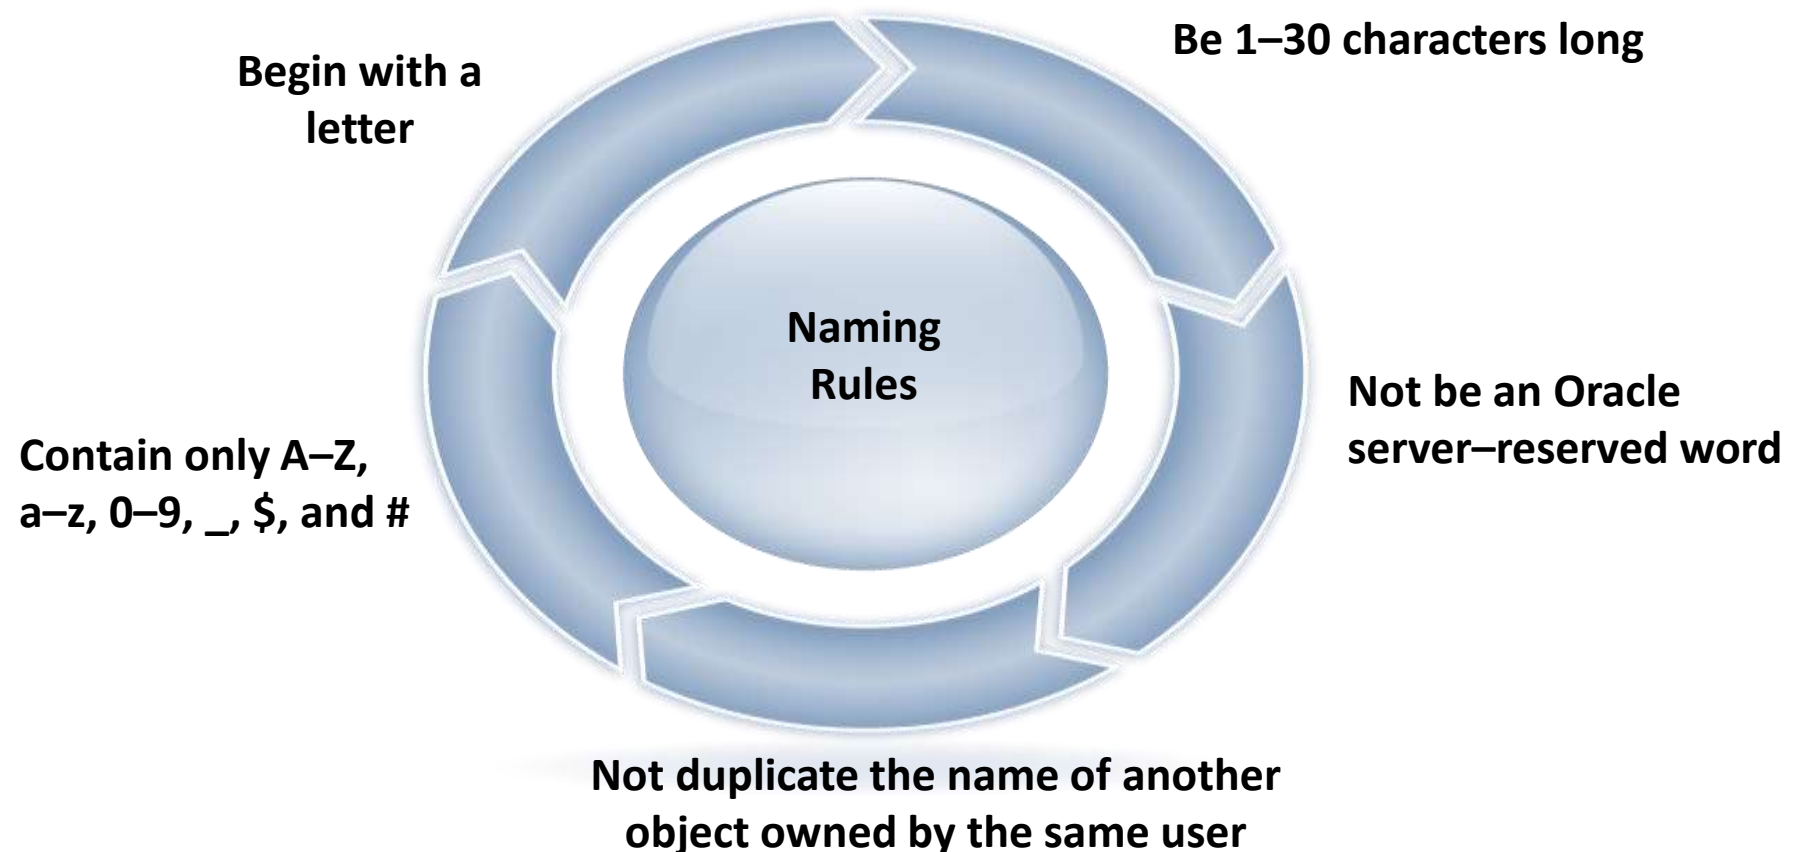 Begin with a
letter
Be 1–30 characters long
Naming
Rules
Not be an Oracle
server–reserved word
Contain only A–Z,
a–z, 0–9, _, $, and #
Not duplicate the name of another
object owned by the same user